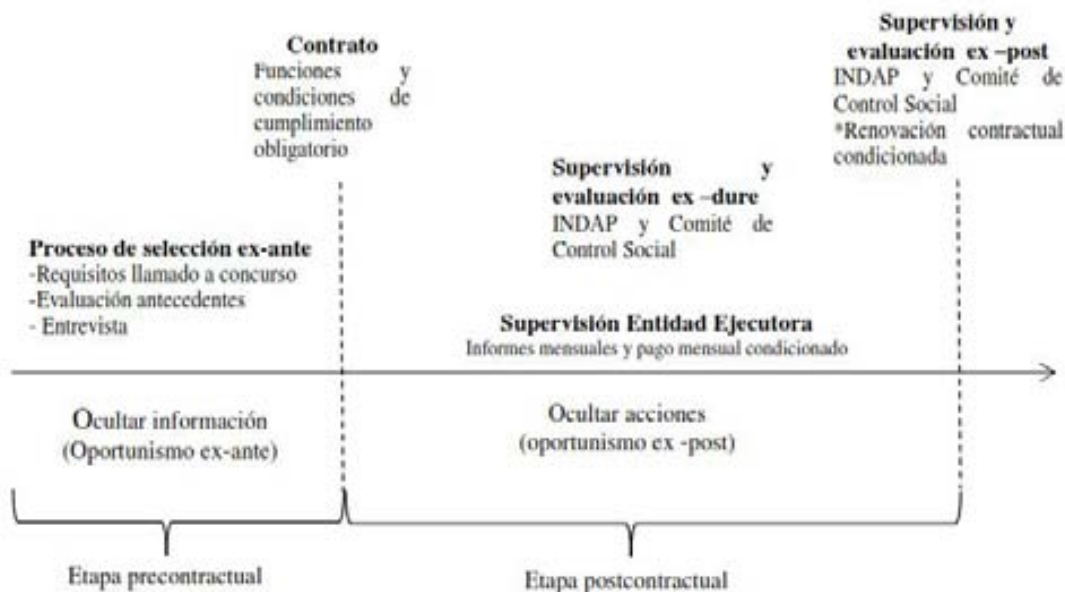 Contrato
Funciones y
condiciones de
cumplimiento
obligatorio
Supervisión y
evaluación ex –post
INDAP y Comité de
Control Social
*Renovación contractual
condicionada
Supervisión y
evaluación ex –dure
INDAP y Comité de
Control Social
Proceso de selección ex-ante
-Requisitos llamado a concurso
-Evaluación antecedentes
- Entrevista
Supervisión Entidad Ejecutora
Informes mensuales y pago mensual condicionado
Ocultar información
(Oportunismo ex-ante)
Ocultar acciones
(oportunismo ex -post)
Etapa precontractual
Etapa postcontractual